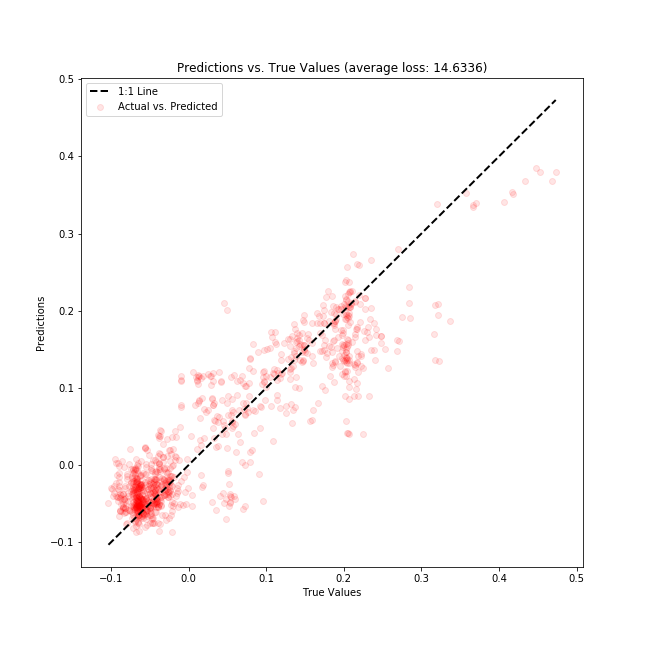 Predictions vs. True Values (average loss: 14.6336)
1:1 Line
Actual vs. Predicted
0.5
0.4
0.3
0.2
0.1
0.0
−0.1
Predictions
−0.1 0.0 0.1 0.2 0.3 0.4 0.5
True Values